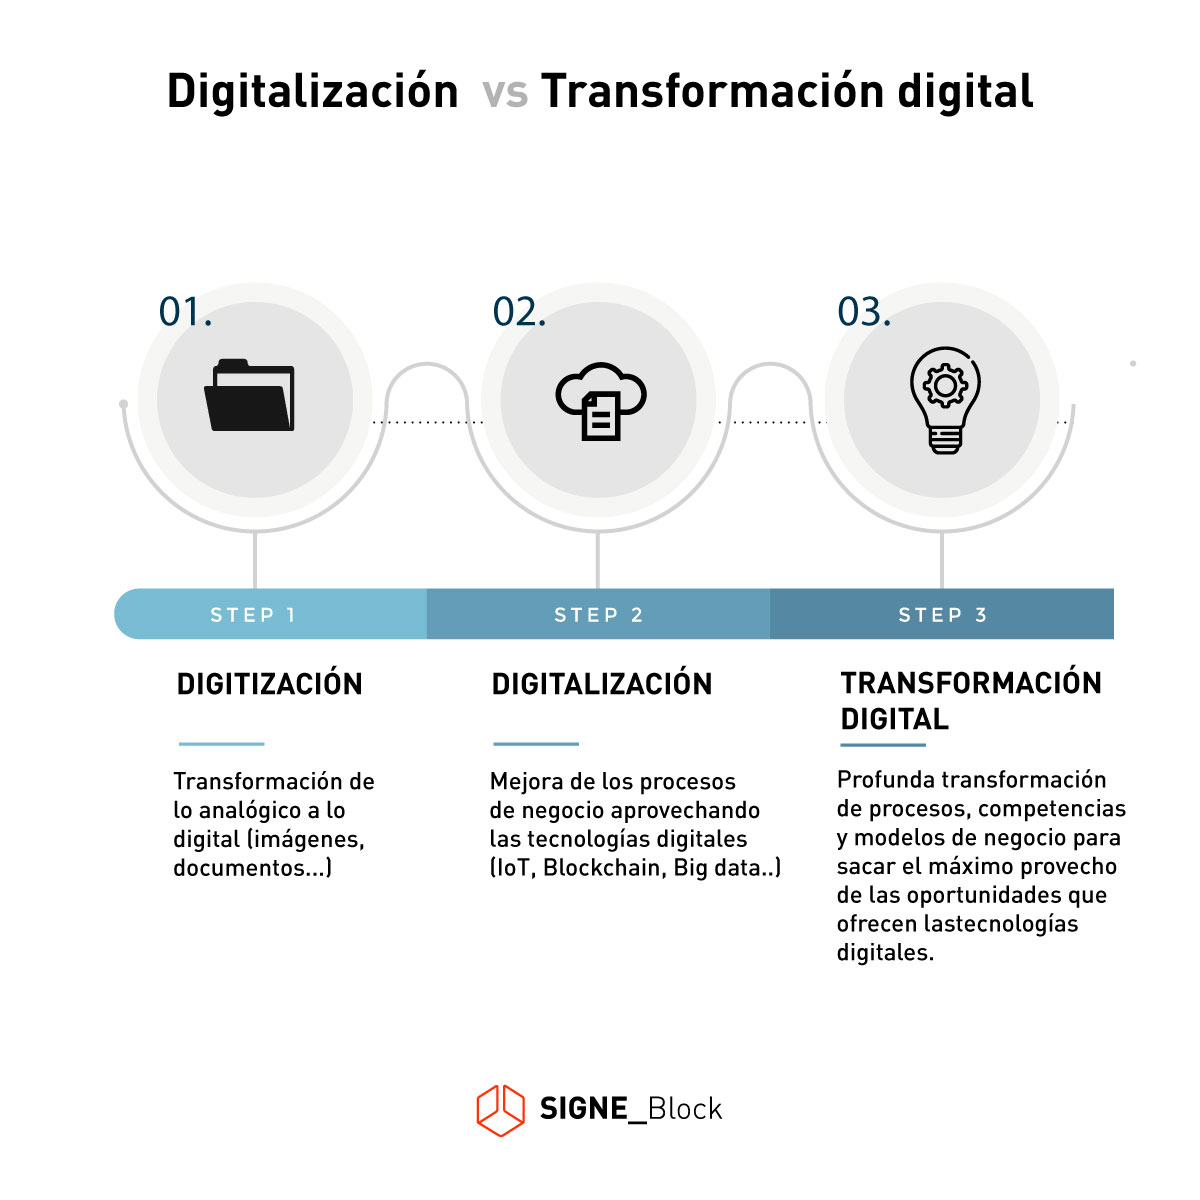 Digitalización vs Transformación digital
01.
02.
03.
STEP 1
STEP 2
STEP 3
DIGITIZACIÓN
Transformación de
lo analógico a lo
digital (imágenes,
documentos...)
DIGITALIZACIÓN
Mejora de los procesos
de negocio aprovechando
las tecnologías digitales
(IoT, Blockchain, Big data..)
TRANSFORMACIÓN
DIGITAL
Profunda transformación
de procesos, competencias
y modelos de negocio para
sacar el máximo provecho
de las oportunidades que
ofrecen lastecnologías
digitales.
SIGNE_Block